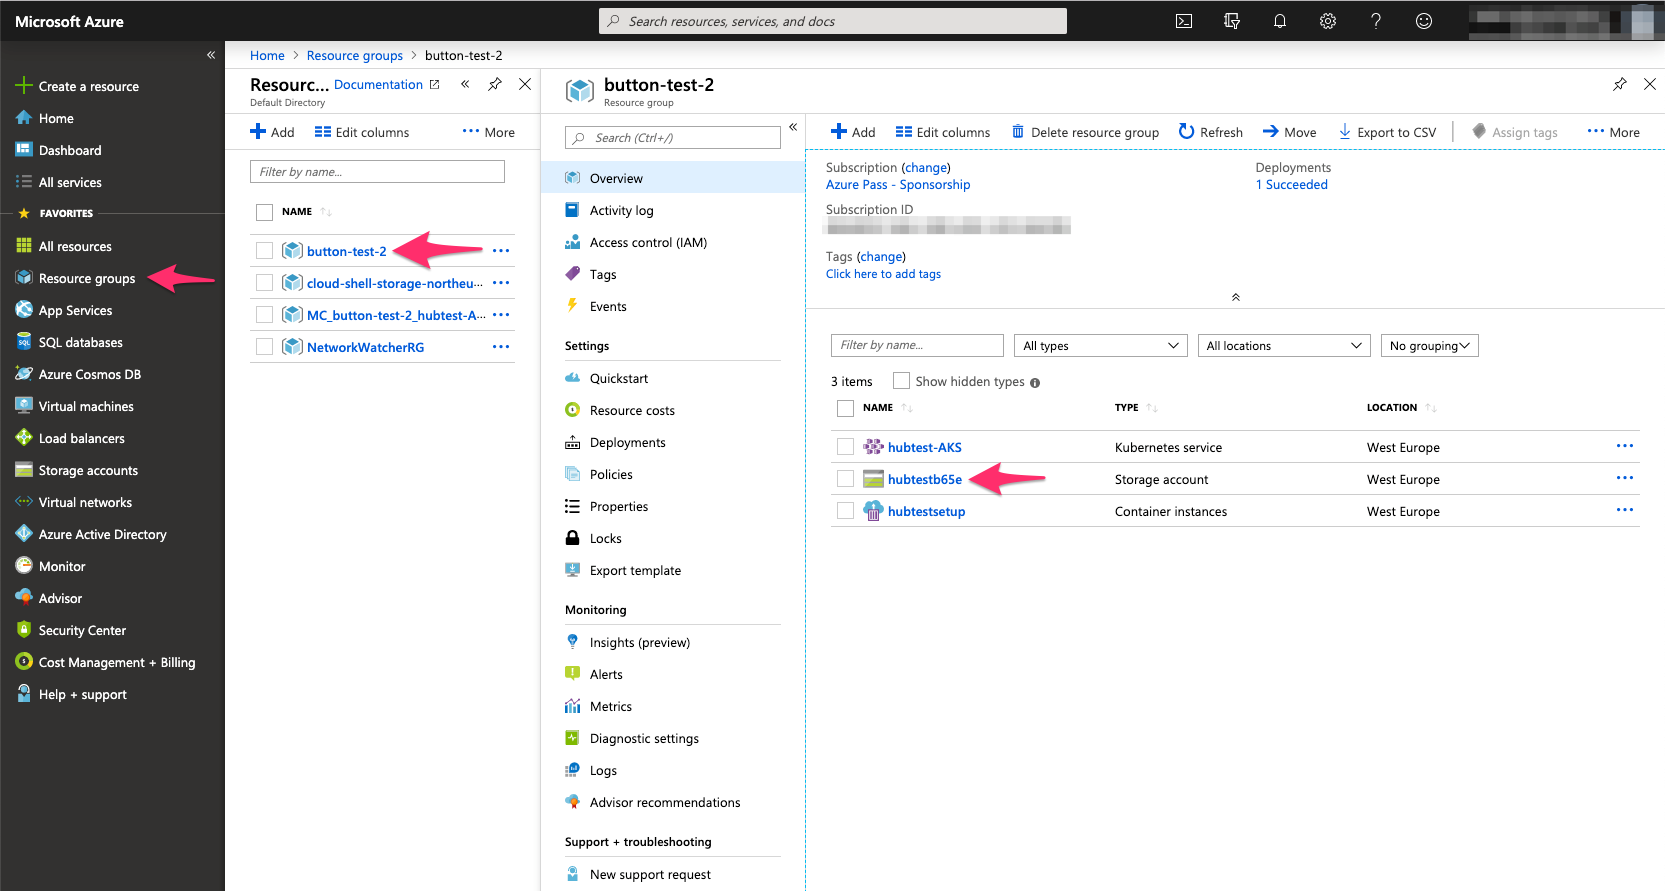 Microsoft Azure
Search resources, services, and docs
Create a resource
Home
Dashboard
All services
FAVORITES
All resources
Resource groups
App Services
SQL databases
Azure Cosmos DB
Virtual machines
Load balancers
Storage accounts
Virtual networks
Azure Active Directory
Monitor
Advisor
Security Center
Cost Management + Billing
Help + support
Home > Resource groups > button-test-2
Resourc... Documentation
Default Directory
Add Edit columns ··· More
Filter by name...
NAME
button-test-2
cloud-shell-storage-northeu...
MC_button-test-2_hubtest-A...
NetworkWatcherRG
button-test-2
Resource group
Search (Ctrl+/)
Overview
Activity log
Access control (IAM)
Tags
Events
Settings
Quickstart
Resource costs
Deployments
Policies
Properties
Locks
Export template
Monitoring
Insights (preview)
Alerts
Metrics
Diagnostic settings
Logs
Advisor recommendations
Support + troubleshooting
New support request
Add Edit columns Delete resource group Refresh Move Export to CSV Assign tags ··· More
Subscription (change)
Azure Pass - Sponsorship
Deployments
1 Succeeded
Subscription ID
Tags (change)
Click here to add tags
Filter by name...
All types
All locations
No grouping
3 items Show hidden types
NAME TYPE LOCATION
hubtest-AKS Kubernetes service West Europe
hubtestb65e Storage account West Europe
hubtestsetup Container instances West Europe